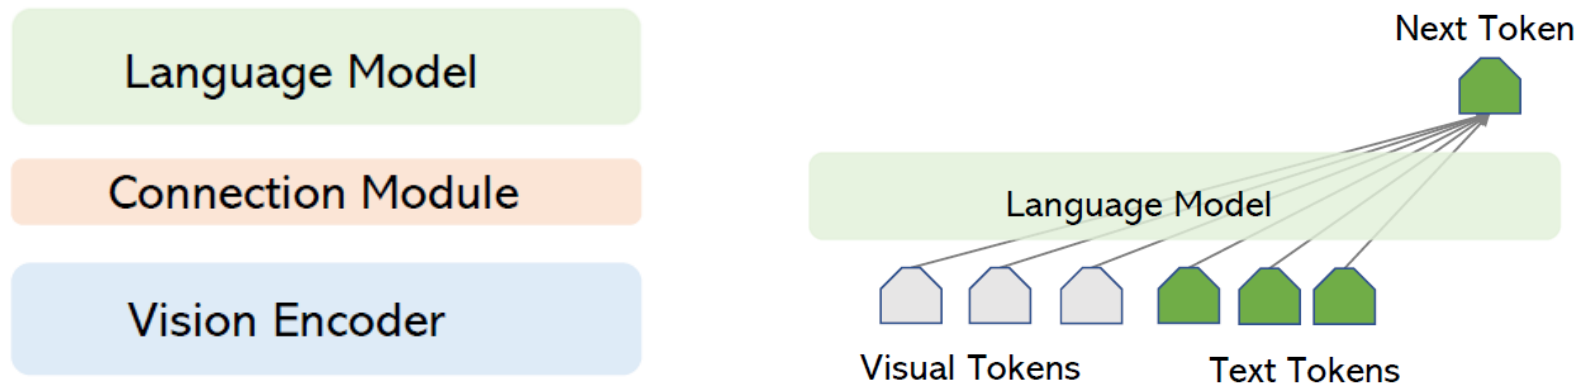 Language Model
Connection Module
Vision Encoder
Next Token
Language Model
Visual Tokens
Text Tokens